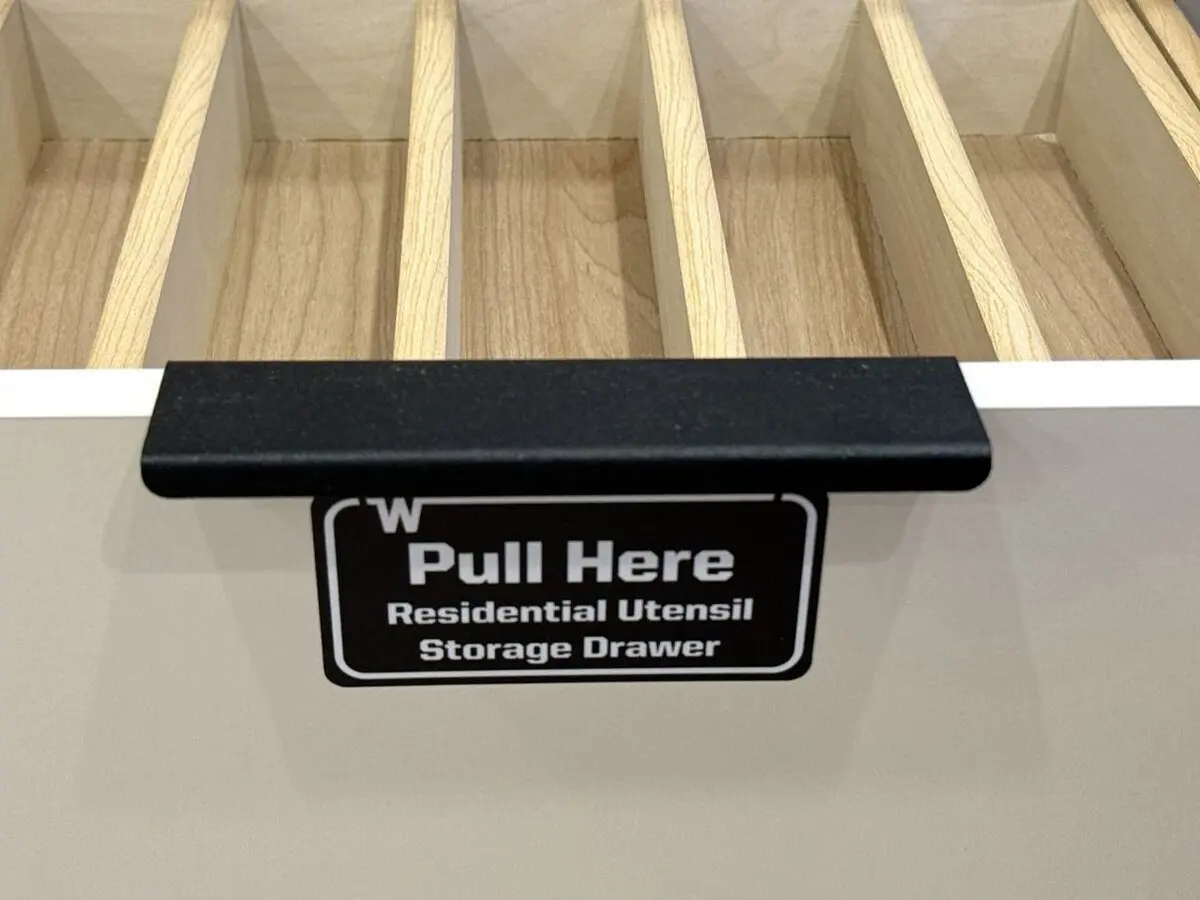 W
Pull Here
Residential Utensil
Storage Drawer